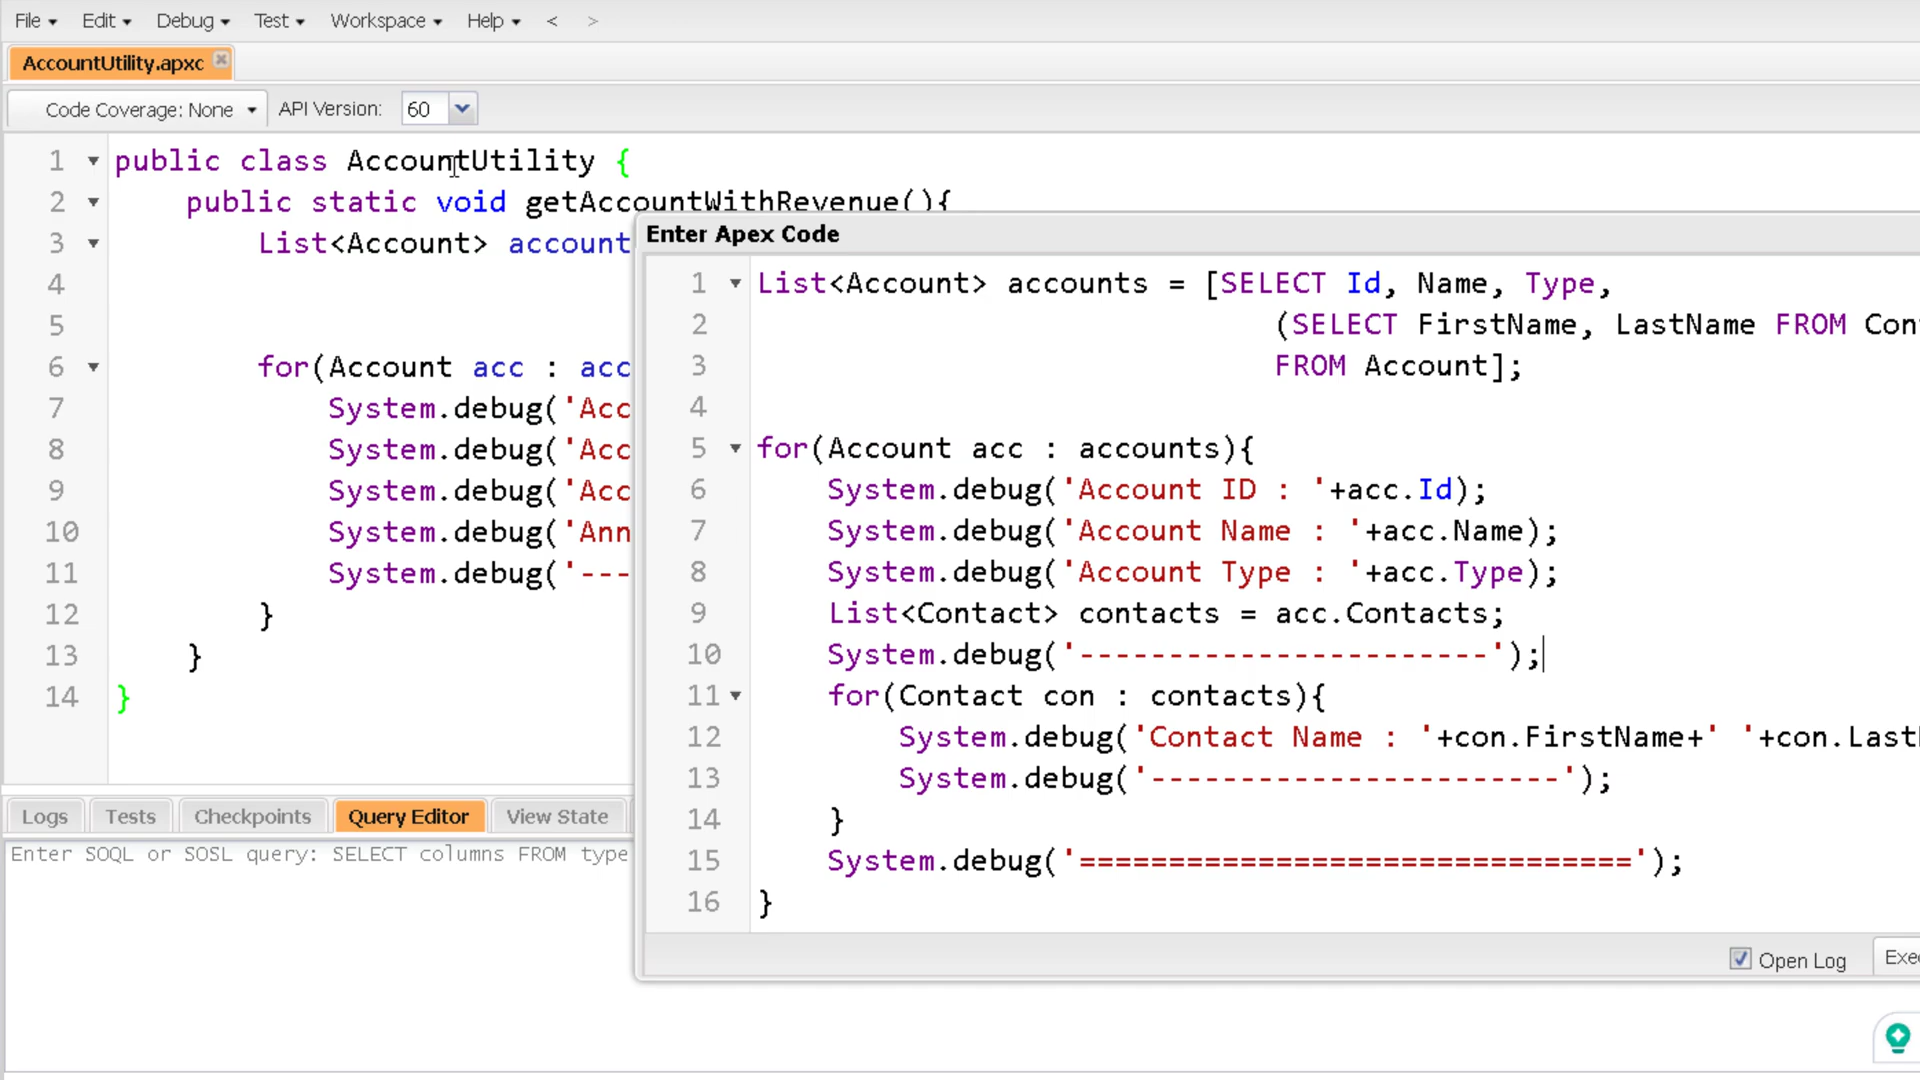 File Edit Debug Test Workspace Help < >
AccountUtility.apxc
Code Coverage: None API Version: 60
1 public class AccountUtility {
2 public static void getAccountWithRevenue(){
3 List<Account> account
4
5
6 for(Account acc : acc
7 System.debug('Acc
8 System.debug('Acc
9 System.debug('Acc
10 System.debug('Ann
11 System.debug('---
12 }
13 }
14 }
Enter Apex Code
1 List<Account> accounts = [SELECT Id, Name, Type,
2 (SELECT FirstName, LastName FROM Con
3 FROM Account];
4
5 for(Account acc : accounts){
6 System.debug('Account ID : '+acc.Id);
7 System.debug('Account Name : '+acc.Name);
8 System.debug('Account Type : '+acc.Type);
9 List<Contact> contacts = acc.Contacts;
10 System.debug('-----------------------');
11 for(Contact con : contacts){
12 System.debug('Contact Name : '+con.FirstName+' '+con.Last
13 System.debug('-----------------------');
14 }
15 System.debug('===============================');
16 }
Open Log Exe
Logs Tests Checkpoints Query Editor View State
Enter SOQL or SOSL query: SELECT columns FROM type